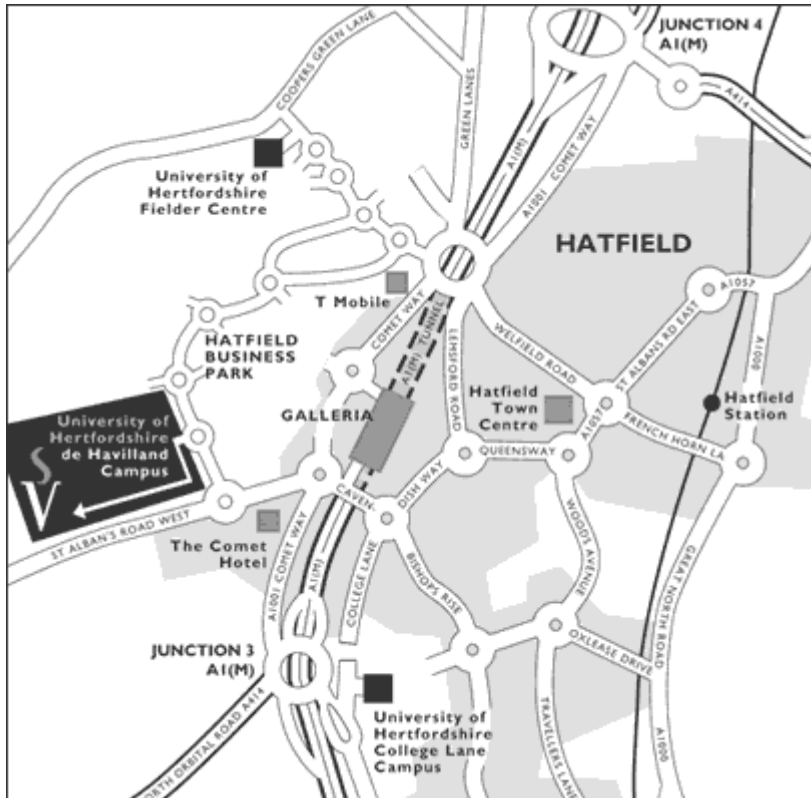 JUNCTION 4
A1(M)
COOPERS GREEN LANE
GREEN LANES
A1(M)
A1001 COMET WAY
A414
University of
Hertfordshire
Fielder Centre
HATFIELD
T Mobile
COMET WAY
A1(M) TUNNEL
LEMSFORD ROAD
WELFIELD ROAD
ST ALBANS RD EAST
A1057
A1000
HATFIELD
BUSINESS
PARK
GALLERIA
Hatfield
Town
Centre
A1057
FRENCH HORN LA
Hatfield
Station
University of
Hertfordshire
de Havilland
Campus
V
QUEENSWAY
CAVEN-
DISH WAY
ST ALBAN'S ROAD WEST
The Comet
Hotel
A1001 COMET WAY
A1(M)
COLLEGE LANE
BISHOPS RISE
WOODS AVENUE
GREAT NORTH ROAD
OXLEASE DRIVE
JUNCTION 3
A1(M)
University of
Hertfordshire
College Lane
Campus
TRAVELLERS LANE
A1000
NORTH ORBITAL ROAD A414